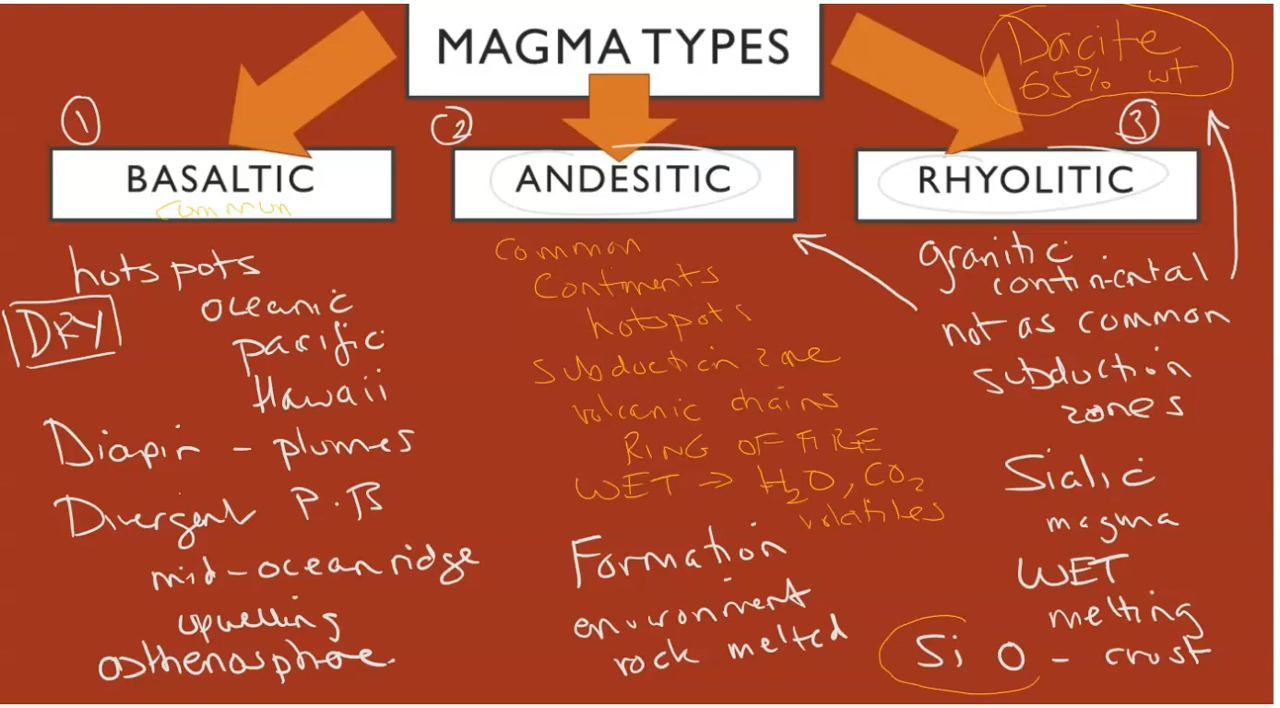 MAGMA TYPES
Dacite
65% wt
1
BASALTIC
common
hotspots
DRY
oceanic
pacific
Hawaii
Diapir - plumes
Divergent P.B
mid-ocean ridge
upwelling
asthenosphere
2
ANDESITIC
Common
Continents
hotspots
Subduction zone
volcanic chains
RING OF FIRE
WET → H2O, CO2
volatiles
Formation
environment
rock melted
3
RHYOLITIC
granitic
continental
not as common
subduction
zones
Sialic
magma
WET
melting
Si O - crust